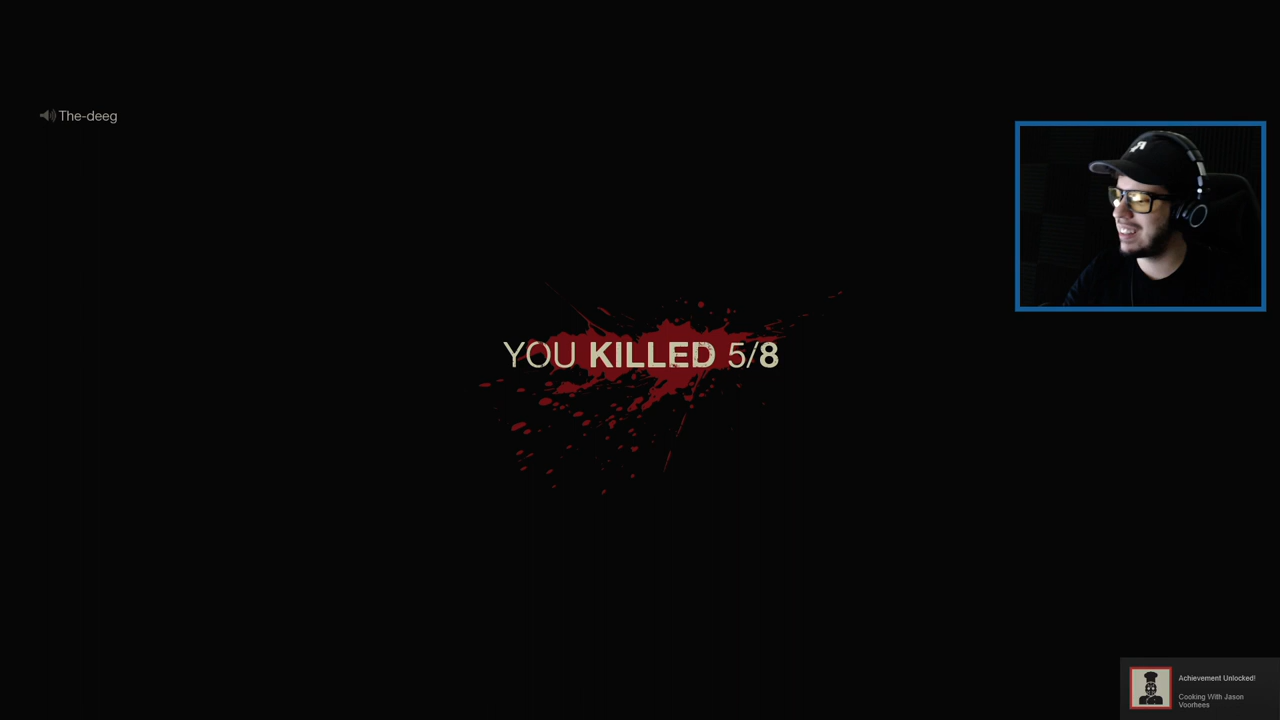 The-deeg
YOU KILLED 5/8
Achievement Unlocked!
Cooking With Jason
Voorhees